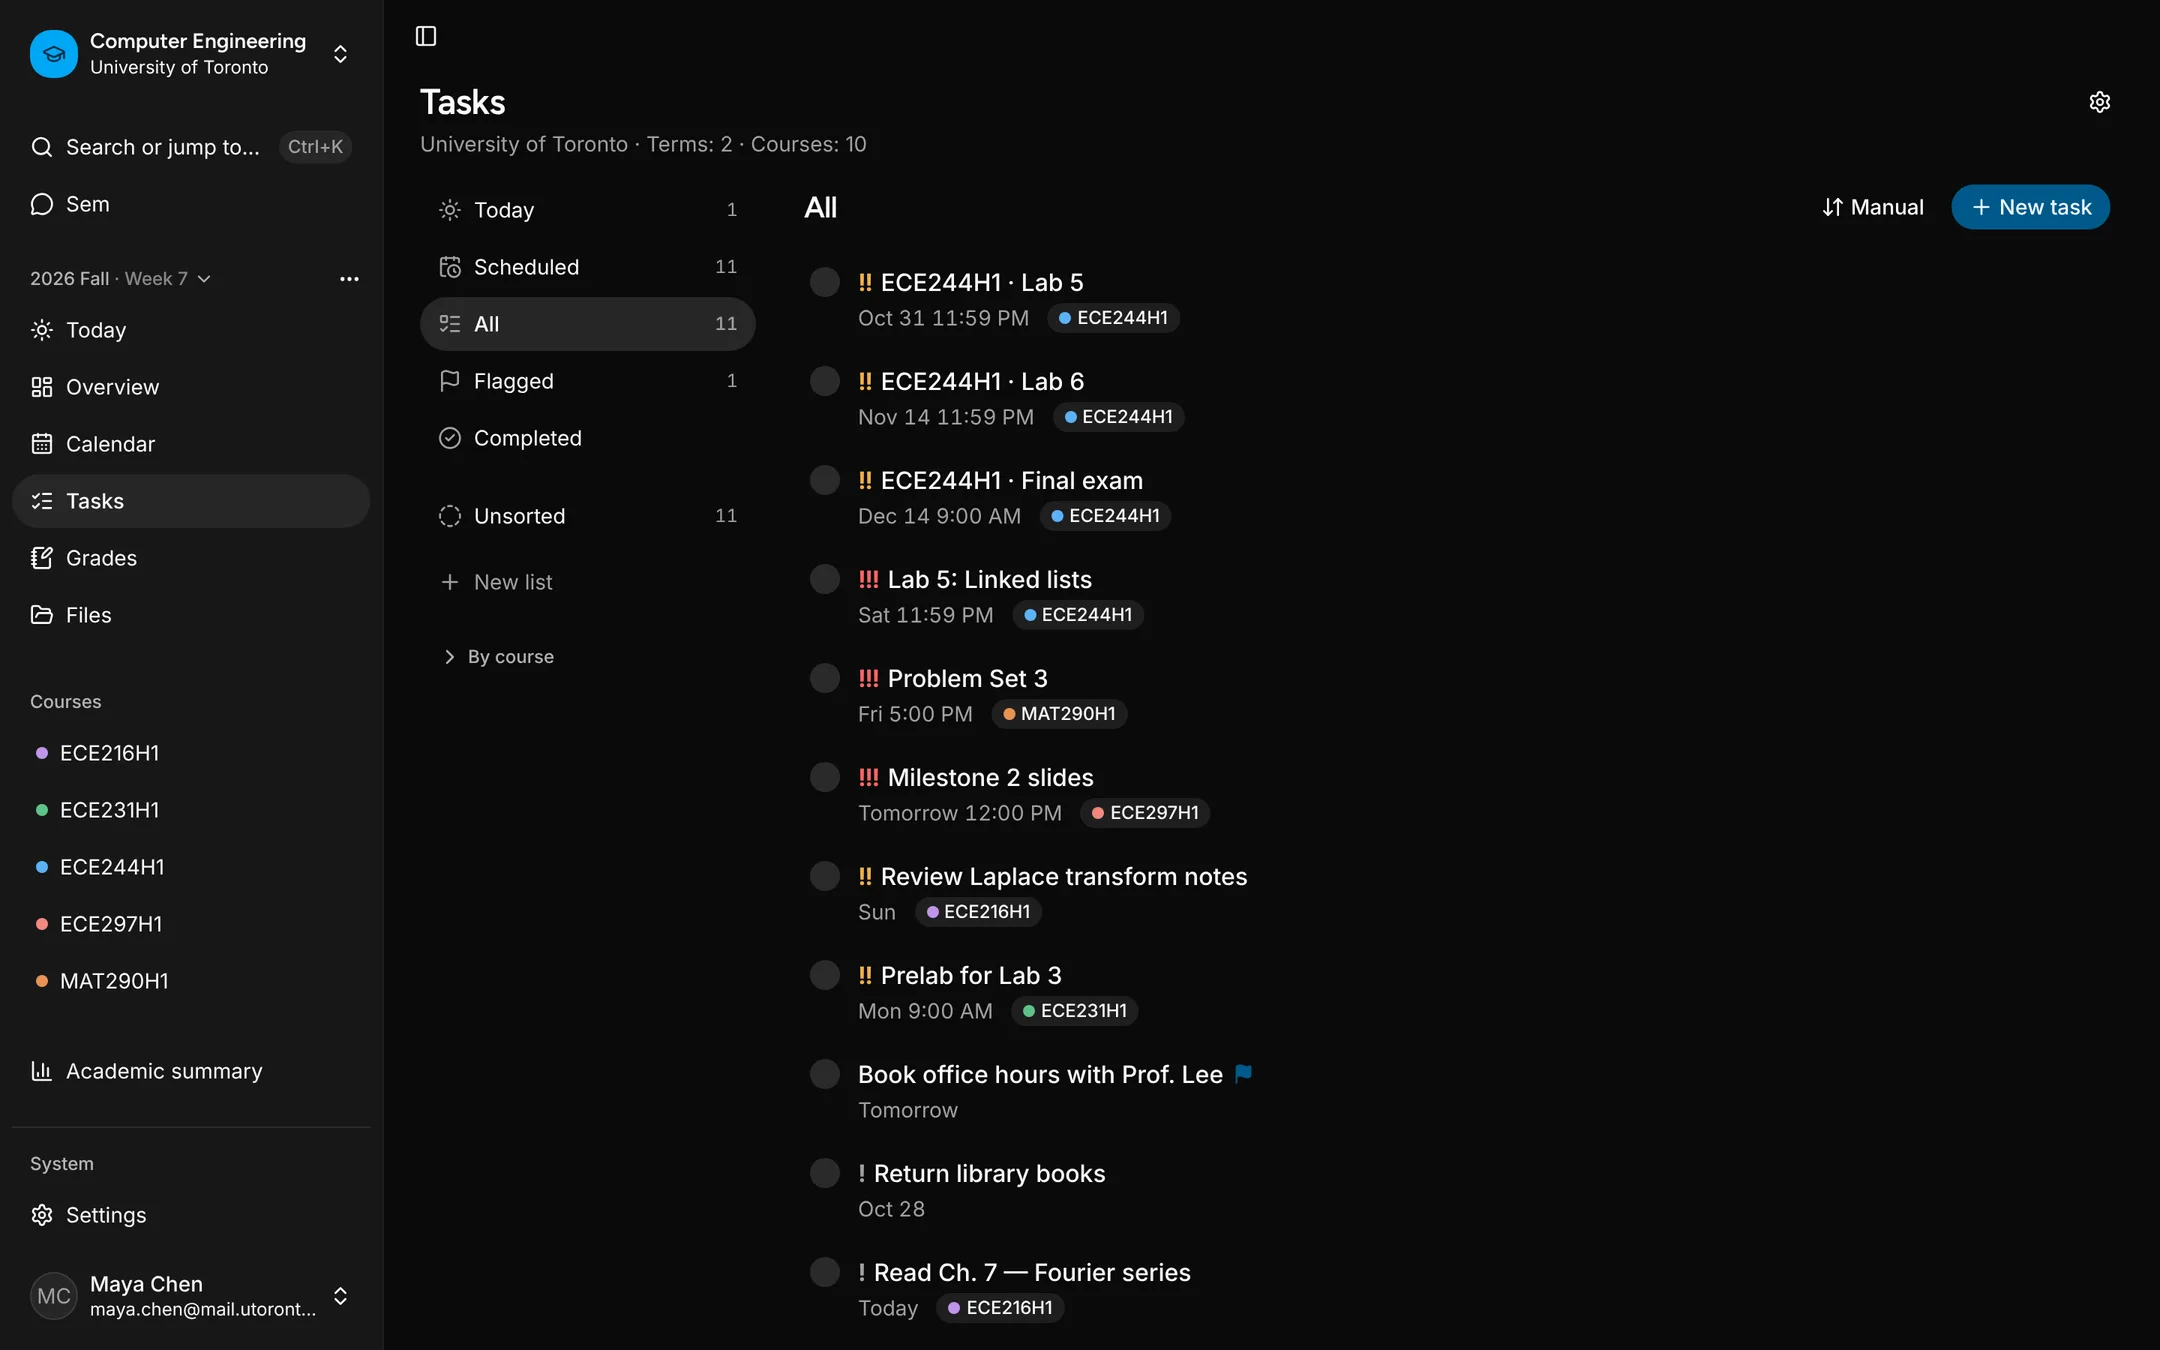 Computer Engineering
University of Toronto
Search or jump to... Ctrl+K
Sem
2026 Fall · Week 7
Today
Overview
Calendar
Tasks
Grades
Files
Courses
ECE216H1
ECE231H1
ECE244H1
ECE297H1
MAT290H1
Academic summary
System
Settings
MC
Maya Chen
maya.chen@mail.utoront...
Tasks
University of Toronto · Terms: 2 · Courses: 10
Today 1
Scheduled 11
All 11
Flagged 1
Completed
Unsorted 11
New list
By course
All
Manual
New task
!! ECE244H1 · Lab 5
Oct 31 11:59 PM ECE244H1
!! ECE244H1 · Lab 6
Nov 14 11:59 PM ECE244H1
!! ECE244H1 · Final exam
Dec 14 9:00 AM ECE244H1
!!! Lab 5: Linked lists
Sat 11:59 PM ECE244H1
!!! Problem Set 3
Fri 5:00 PM MAT290H1
!!! Milestone 2 slides
Tomorrow 12:00 PM ECE297H1
!! Review Laplace transform notes
Sun ECE216H1
!! Prelab for Lab 3
Mon 9:00 AM ECE231H1
Book office hours with Prof. Lee
Tomorrow
! Return library books
Oct 28
! Read Ch. 7 — Fourier series
Today ECE216H1